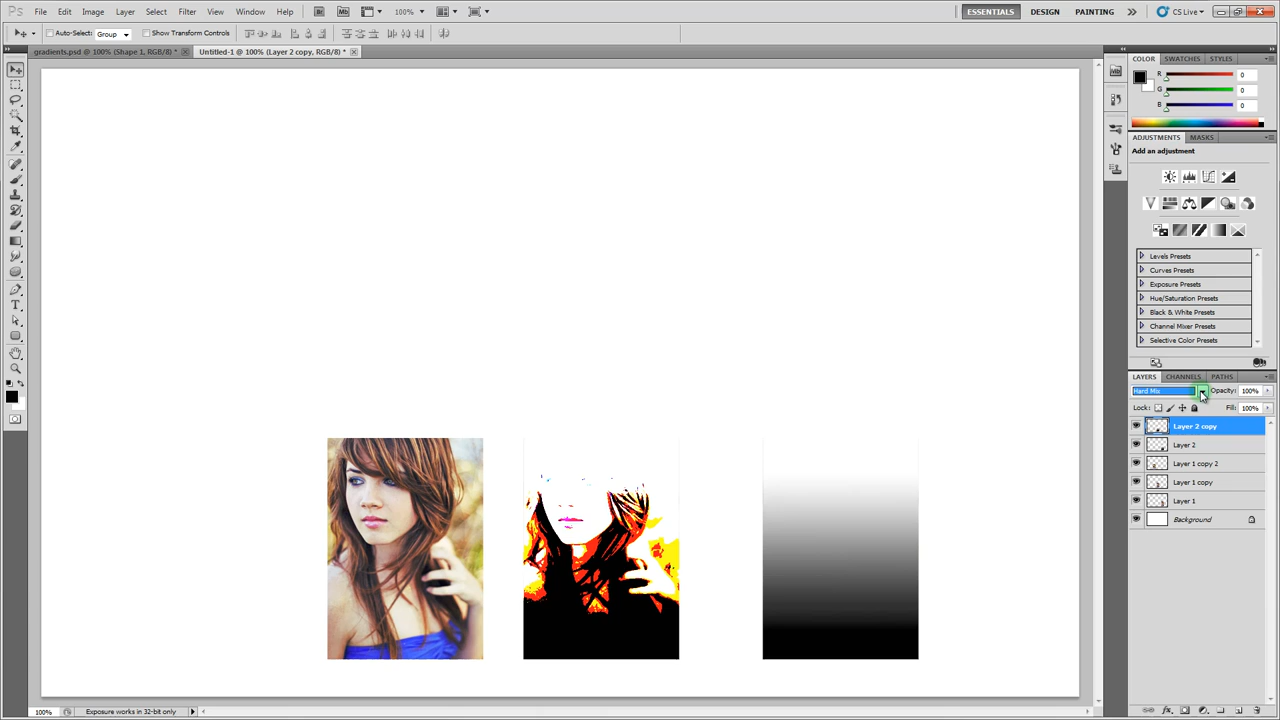 Ps File Edit Image Layer Select Filter Analysis 3D View Window Help Br Mb 100% ESSENTIALS DESIGN PAINTING CS Live
Auto-Select: Group Show Transform Controls
gradients.psd @ 100% (Shape 1, RGB/8) * Untitled-1 @ 100% (Layer 2 copy, RGB/8) *
COLOR SWATCHES STYLES
R 0
G 0
B 0
ADJUSTMENTS MASKS
Add an adjustment
Levels Presets
Curves Presets
Exposure Presets
Hue/Saturation Presets
Black & White Presets
Channel Mixer Presets
Selective Color Presets
LAYERS CHANNELS PATHS
Hard Mix Opacity: 100%
Lock: Fill: 100%
Layer 2 copy
Layer 2
Layer 1 copy 2
Layer 1 copy
Layer 1
Background
100% Exposure works in 32-bit only